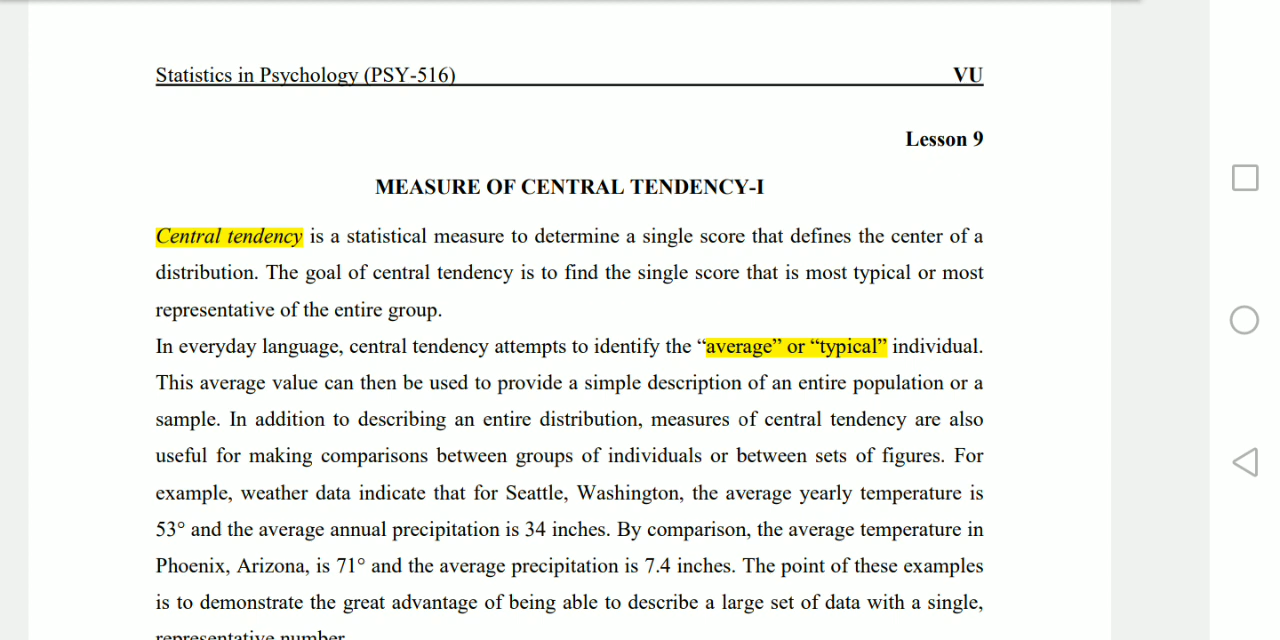 Statistics in Psychology (PSY-516) VU
Lesson 9
MEASURE OF CENTRAL TENDENCY-I
Central tendency is a statistical measure to determine a single score that defines the center of a
distribution. The goal of central tendency is to find the single score that is most typical or most
representative of the entire group.
In everyday language, central tendency attempts to identify the “average” or “typical” individual.
This average value can then be used to provide a simple description of an entire population or a
sample. In addition to describing an entire distribution, measures of central tendency are also
useful for making comparisons between groups of individuals or between sets of figures. For
example, weather data indicate that for Seattle, Washington, the average yearly temperature is
53° and the average annual precipitation is 34 inches. By comparison, the average temperature in
Phoenix, Arizona, is 71° and the average precipitation is 7.4 inches. The point of these examples
is to demonstrate the great advantage of being able to describe a large set of data with a single,
representative number